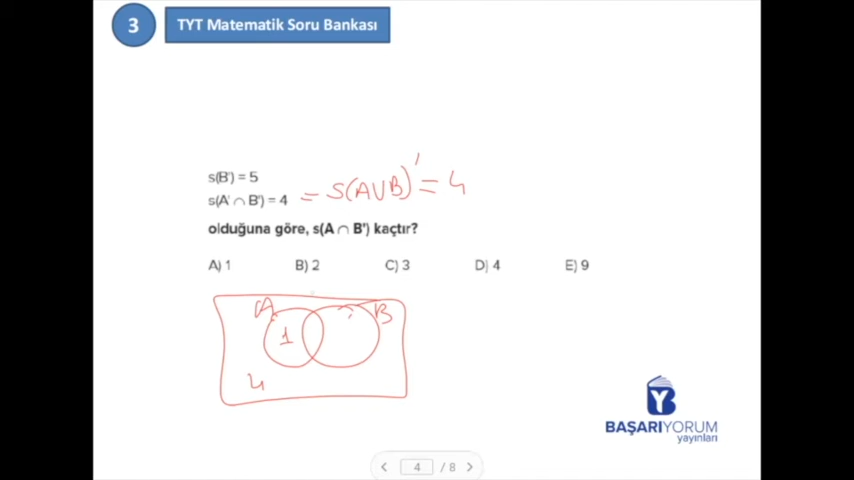 3
TYT Matematik Soru Bankası
s(B') = 5
s(A' ∩ B') = 4 = s(A∪B)' = 4
olduğuna göre, s(A ∩ B') kaçtır?
A) 1 B) 2 C) 3 D) 4 E) 9
A B
1
4
BAŞARIYORUM
yayınları
4 / 8